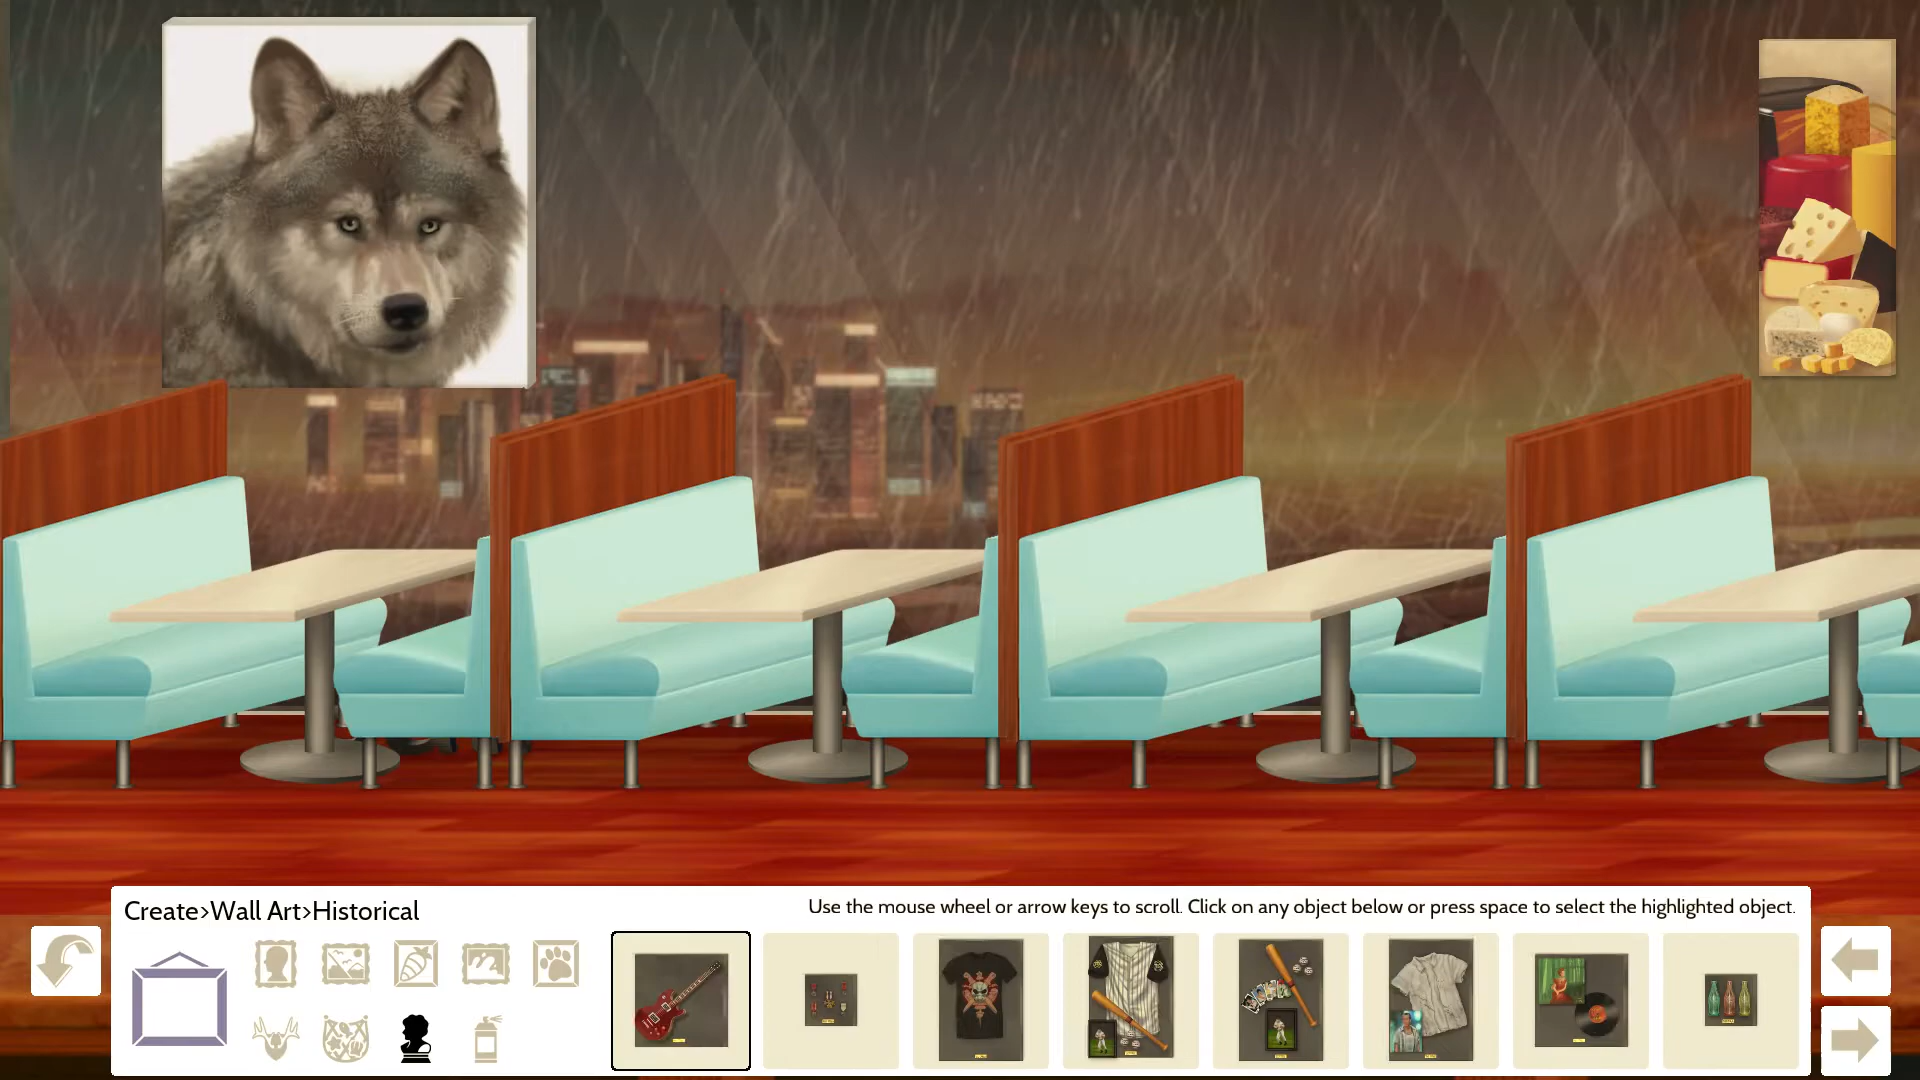 Create>Wall Art>Historical
Use the mouse wheel or arrow keys to scroll. Click on any object below or press space to select the highlighted object.